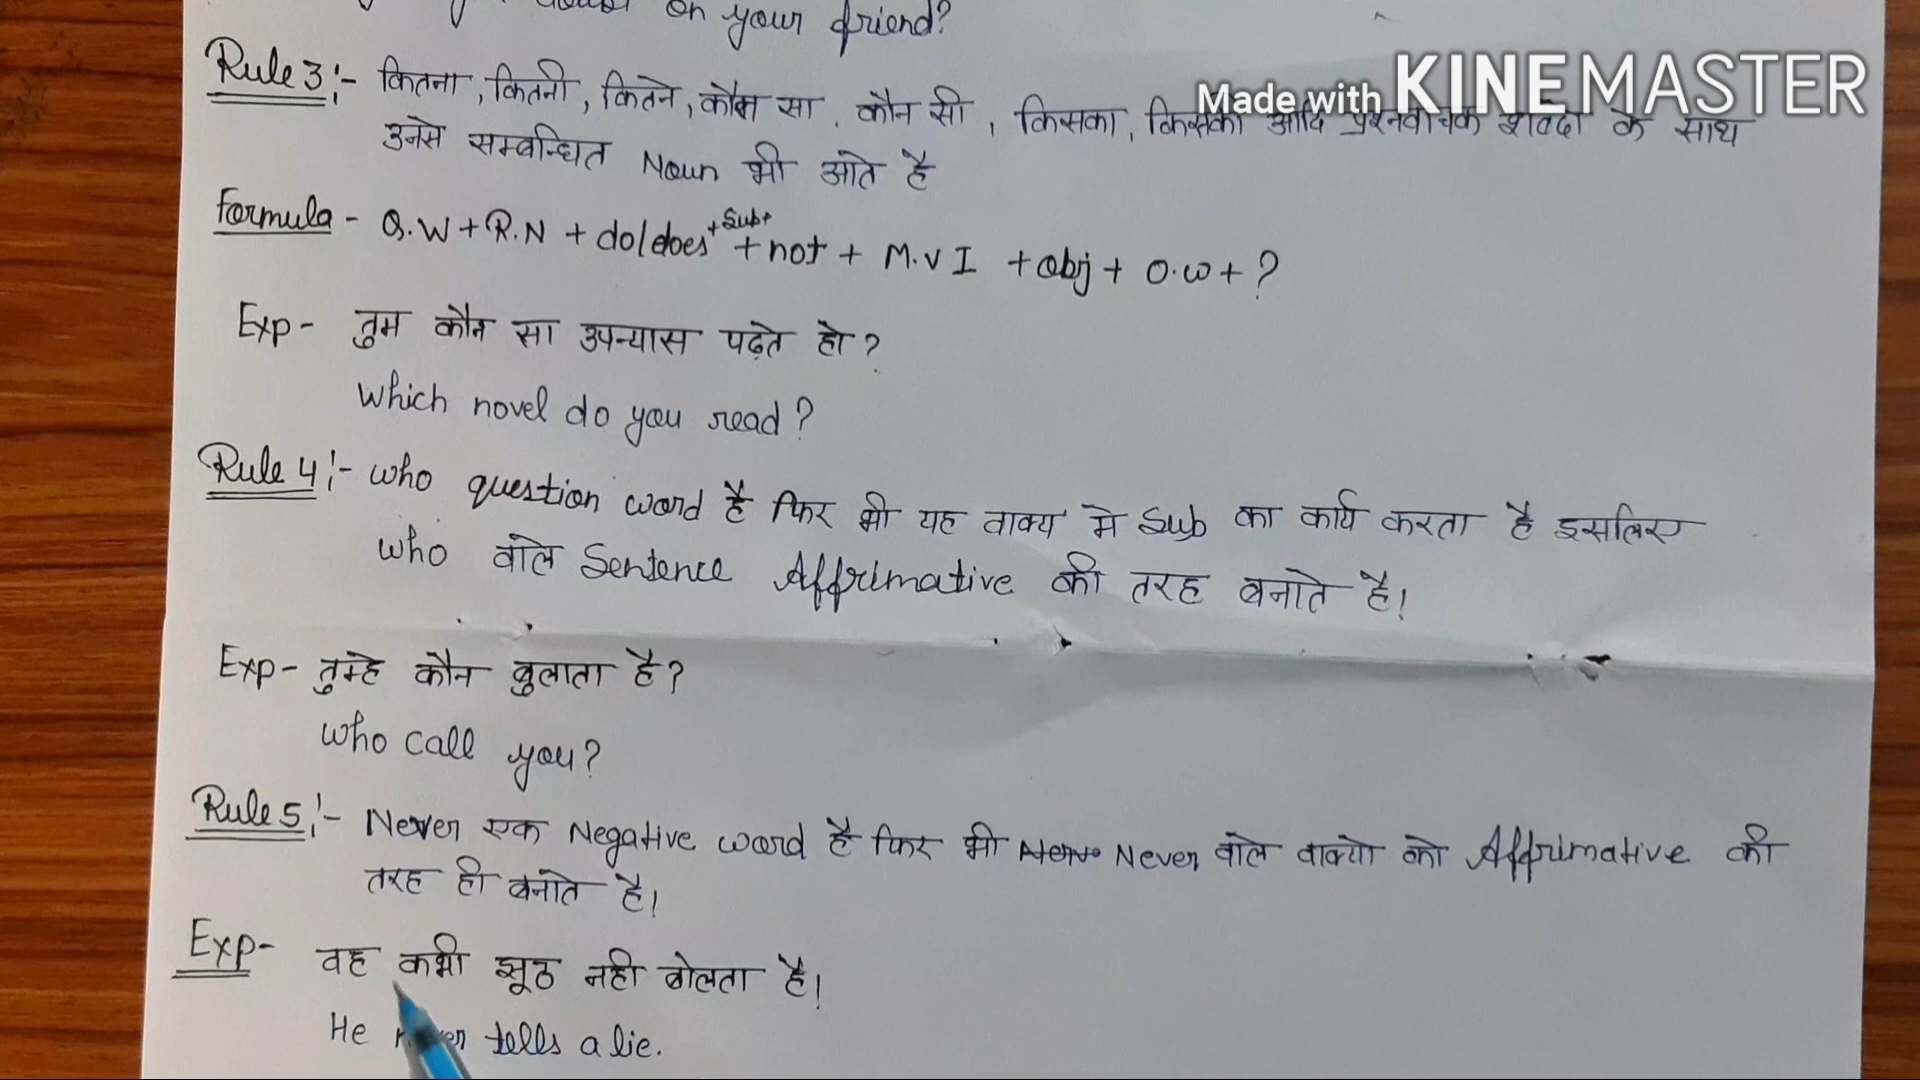 on your friend?
Made with KINEMASTER
Rule 3:- कितना, कितनी, कितने, कौन सा, कौन सी, किसका, किसकी आदि प्रश्नवाचक शब्दो के साथ
उनसे सम्बन्धित Noun भी आते है
Formula - Q.W + R.N + do/does + Sub + + not + M.V I + obj + O.w + ?
Exp - तुम कौन सा उपन्यास पढ़ते हो?
Which novel do you read?
Rule 4:- who question word है फिर भी यह वाक्य मे Sub का कार्य करता है इसलिए
who वाले Sentence Affrimative की तरह बनाते है।
Exp - तुम्हे कौन बुलाता है?
who call you?
Rule 5:- Never एक Negative word है फिर भी Never वाले वाक्यो को Affrimative की
तरह ही बनाते है।
Exp - वह कभी झूठ नही बोलता है।
He never tells a lie.